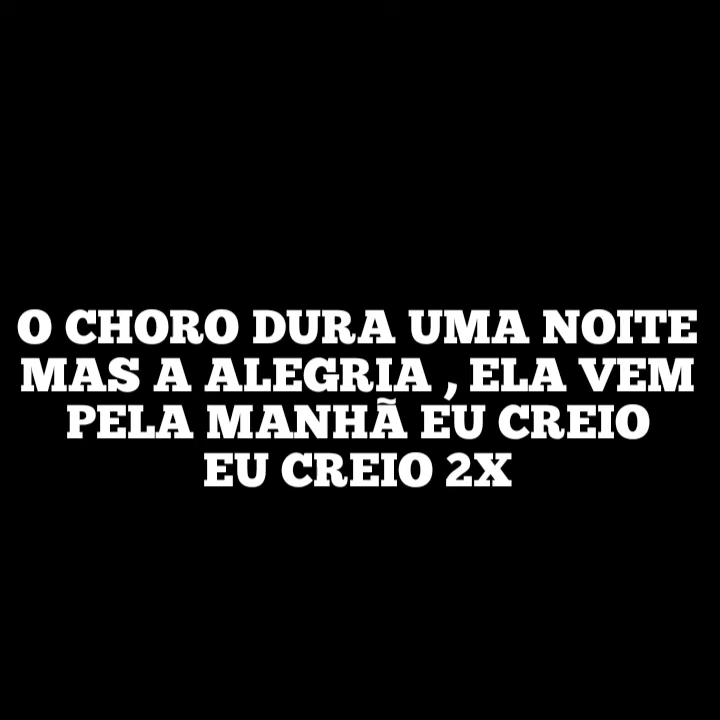 O CHORO DURA UMA NOITE
MAS A ALEGRIA , ELA VEM
PELA MANHÃ EU CREIO
EU CREIO 2X